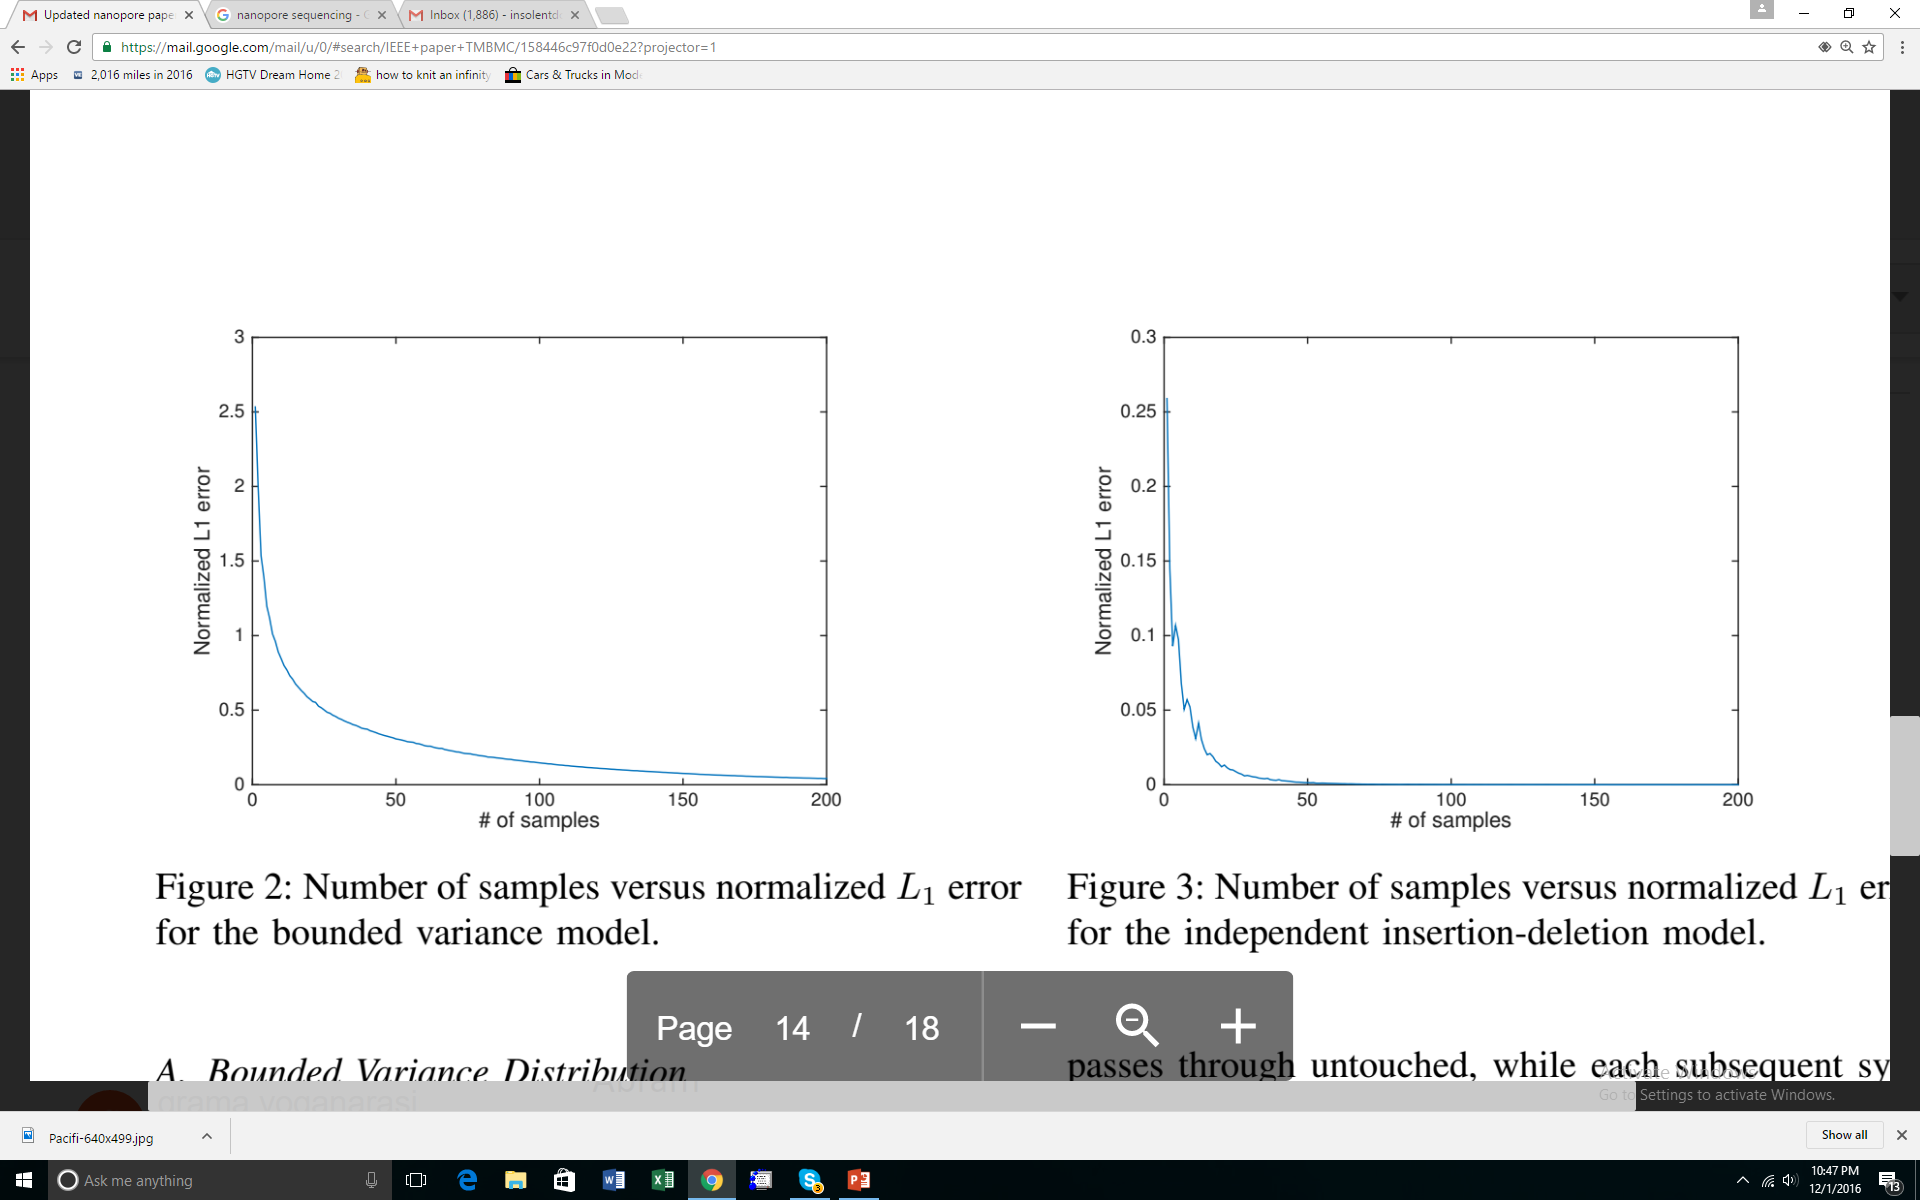 Updated nanopore pape
nanopore sequencing -
Inbox (1,886) - insolentd
https://mail.google.com/mail/u/0/#search/IEEE+paper+TMBMC/158446c97f0d0e22?projector=1
Apps
2,016 miles in 2016
HGTV Dream Home 2
how to knit an infinity
Cars & Trucks in Mod
3
2.5
2
1.5
1
0.5
0
Normalized L1 error
0 50 100 150 200
# of samples
0.3
0.25
0.2
0.15
0.1
0.05
0
Normalized L1 error
0 50 100 150 200
# of samples
Figure 2: Number of samples versus normalized L₁ error
for the bounded variance model.
Figure 3: Number of samples versus normalized L₁ er
for the independent insertion-deletion model.
Page 14 / 18
A. Bounded Variance Distribution
passes through untouched, while each subsequent sy
Activate Windows
Go to Settings to activate Windows.
Pacifi-640x499.jpg
Show all
Ask me anything
10:47 PM
12/1/2016
13